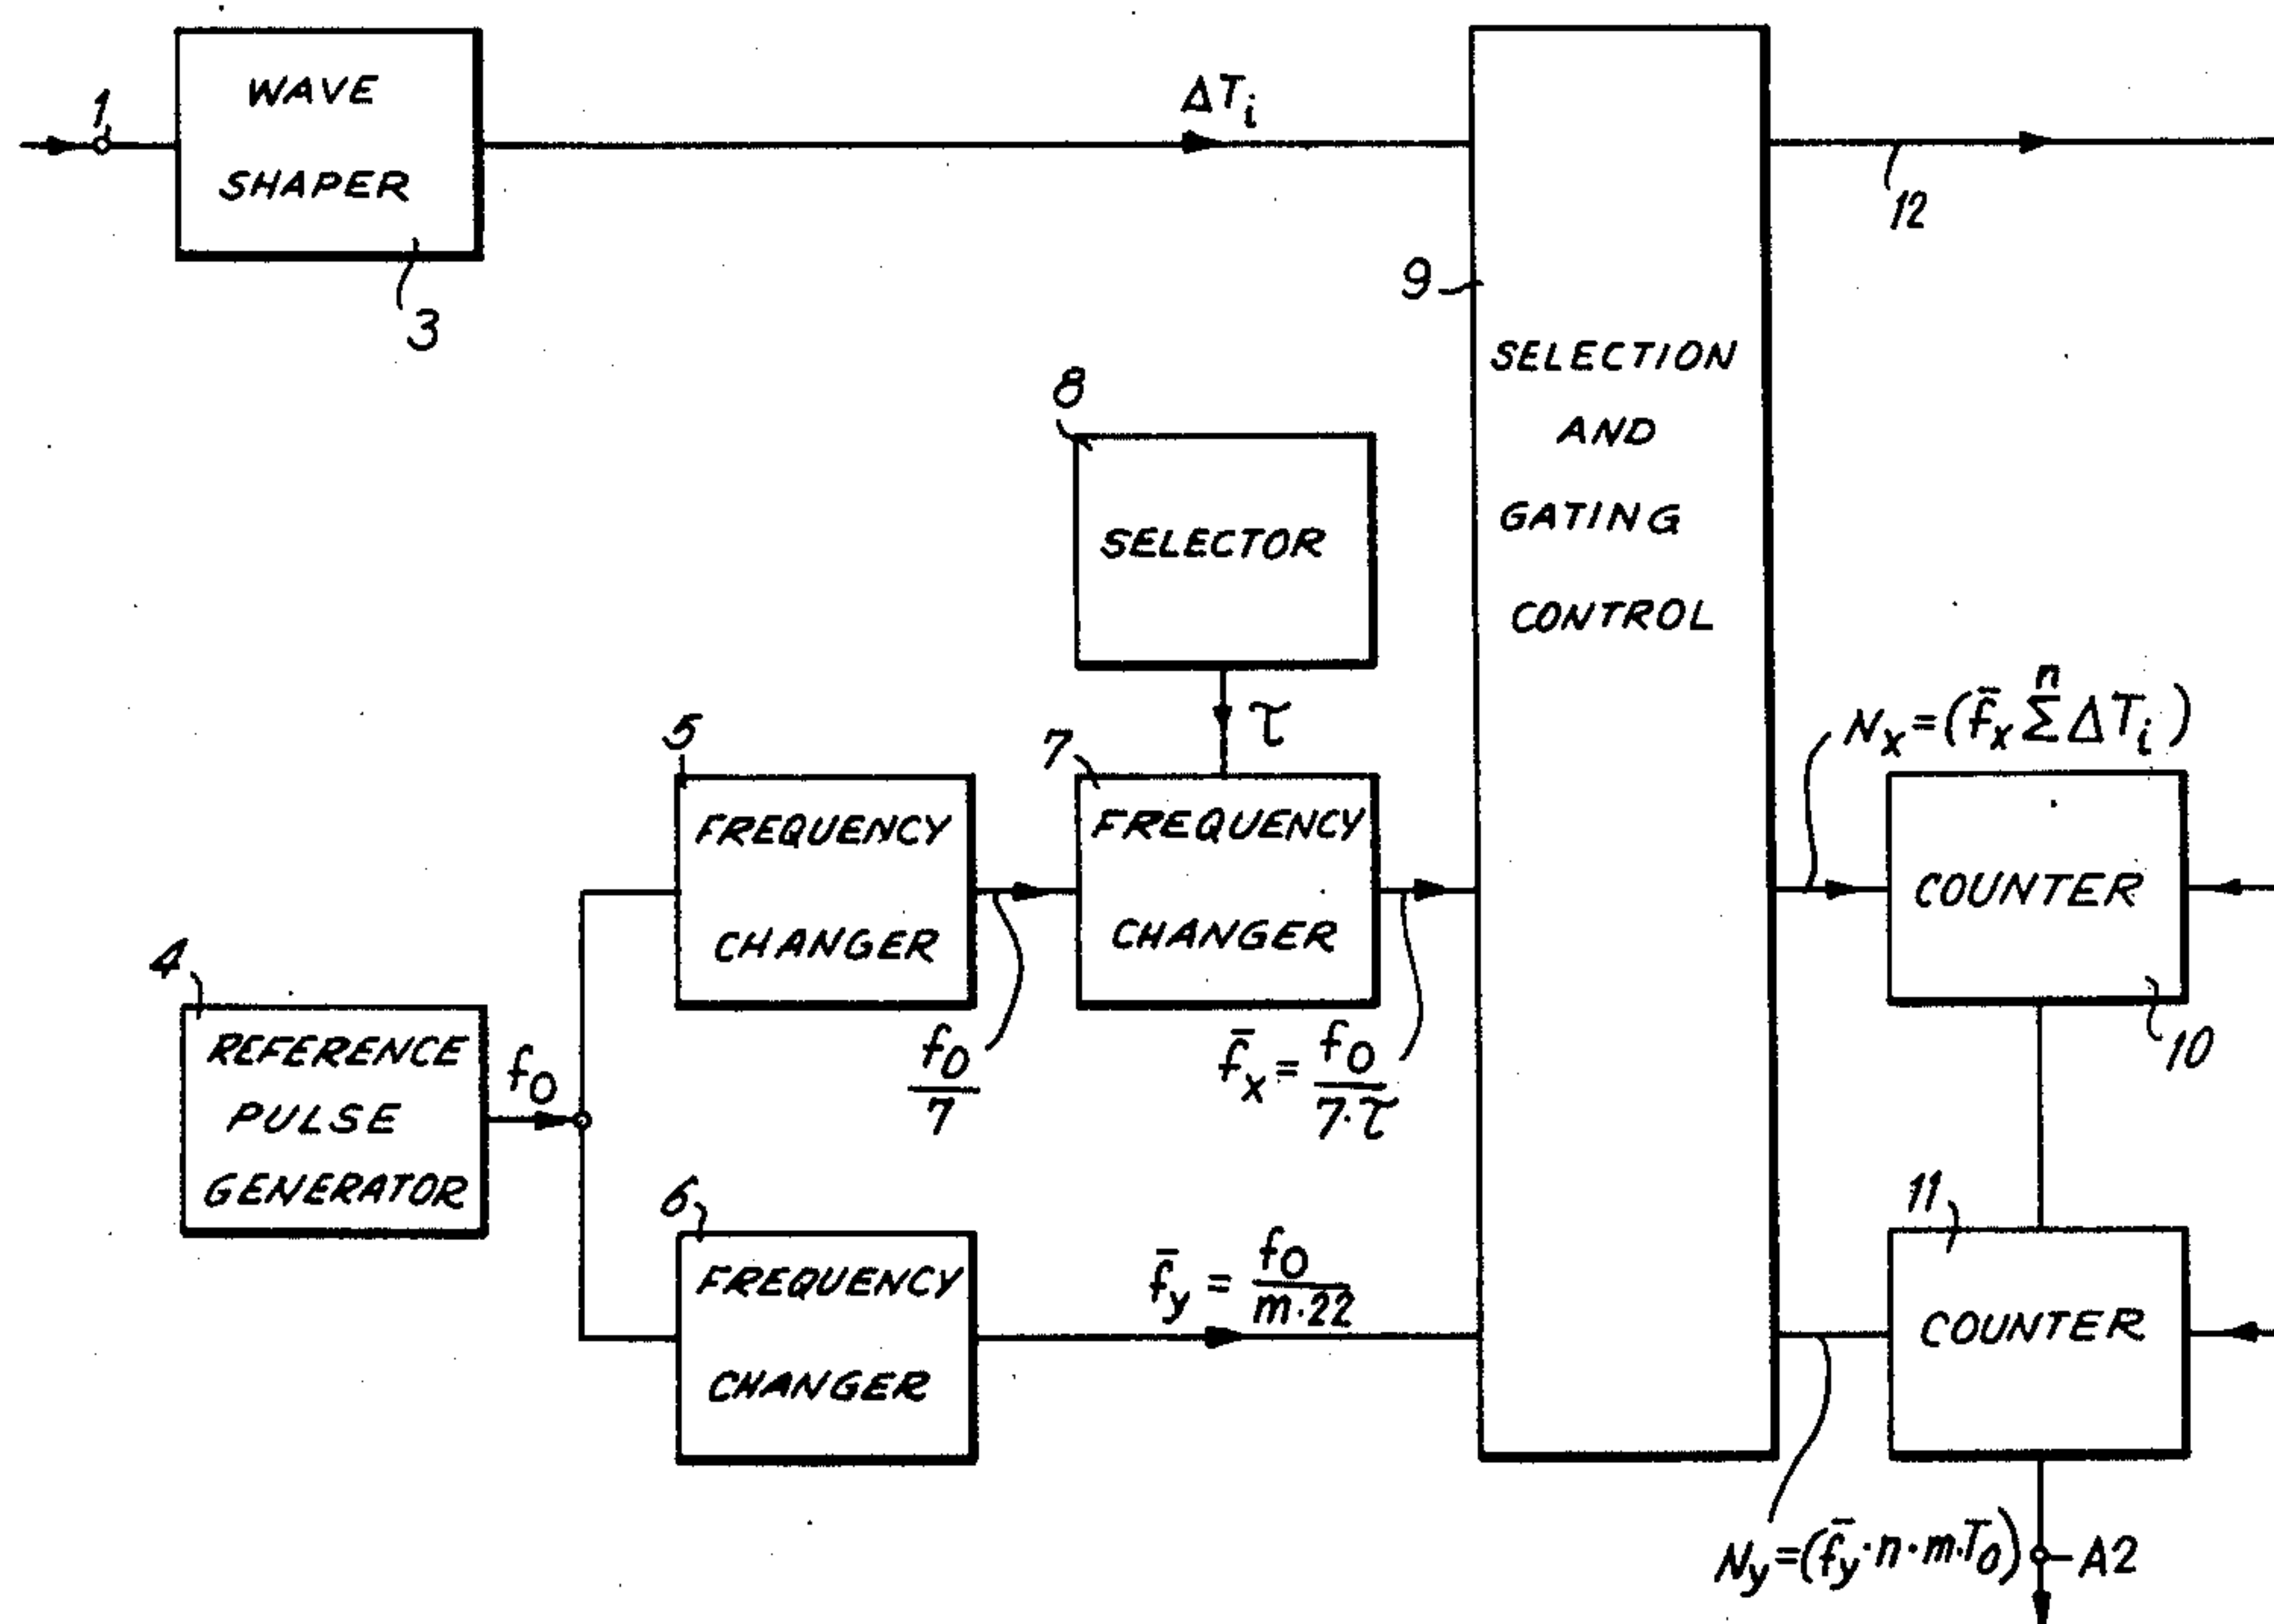 1
WAVE
SHAPER
3
ΔTᵢ
12
9
SELECTION
AND
GATING
CONTROL
8
SELECTOR
τ
5
FREQUENCY
CHANGER
f₀/7
7
FREQUENCY
CHANGER
f̄ₓ = f₀/7·τ
Nₓ=(f̄ₓ Σⁿ ΔTᵢ)
COUNTER
10
4
REFERENCE
PULSE
GENERATOR
f₀
6
FREQUENCY
CHANGER
f̄y = f₀/m·22
11
COUNTER
Ny=(f̄y·n·m·T₀)
A2